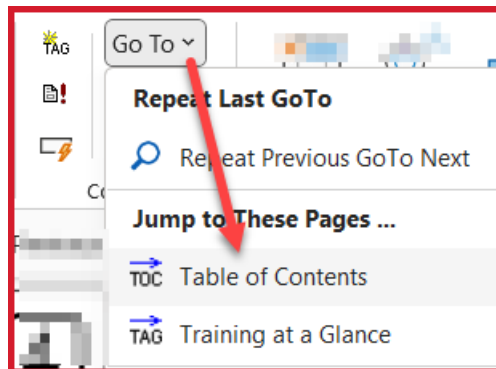 TAG
Go To
Repeat Last GoTo
Repeat Previous GoTo Next
Jump to These Pages ...
TOC Table of Contents
TAG Training at a Glance